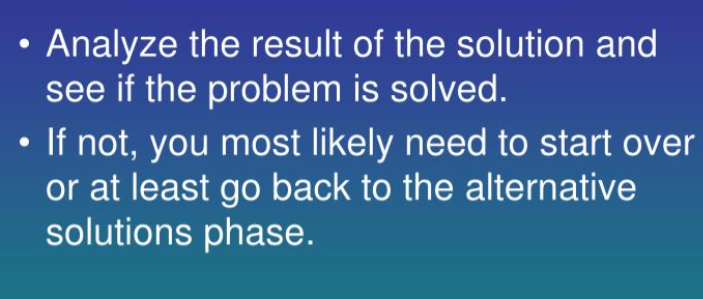 • Analyze the result of the solution and
see if the problem is solved.
• If not, you most likely need to start over
or at least go back to the alternative
solutions phase.